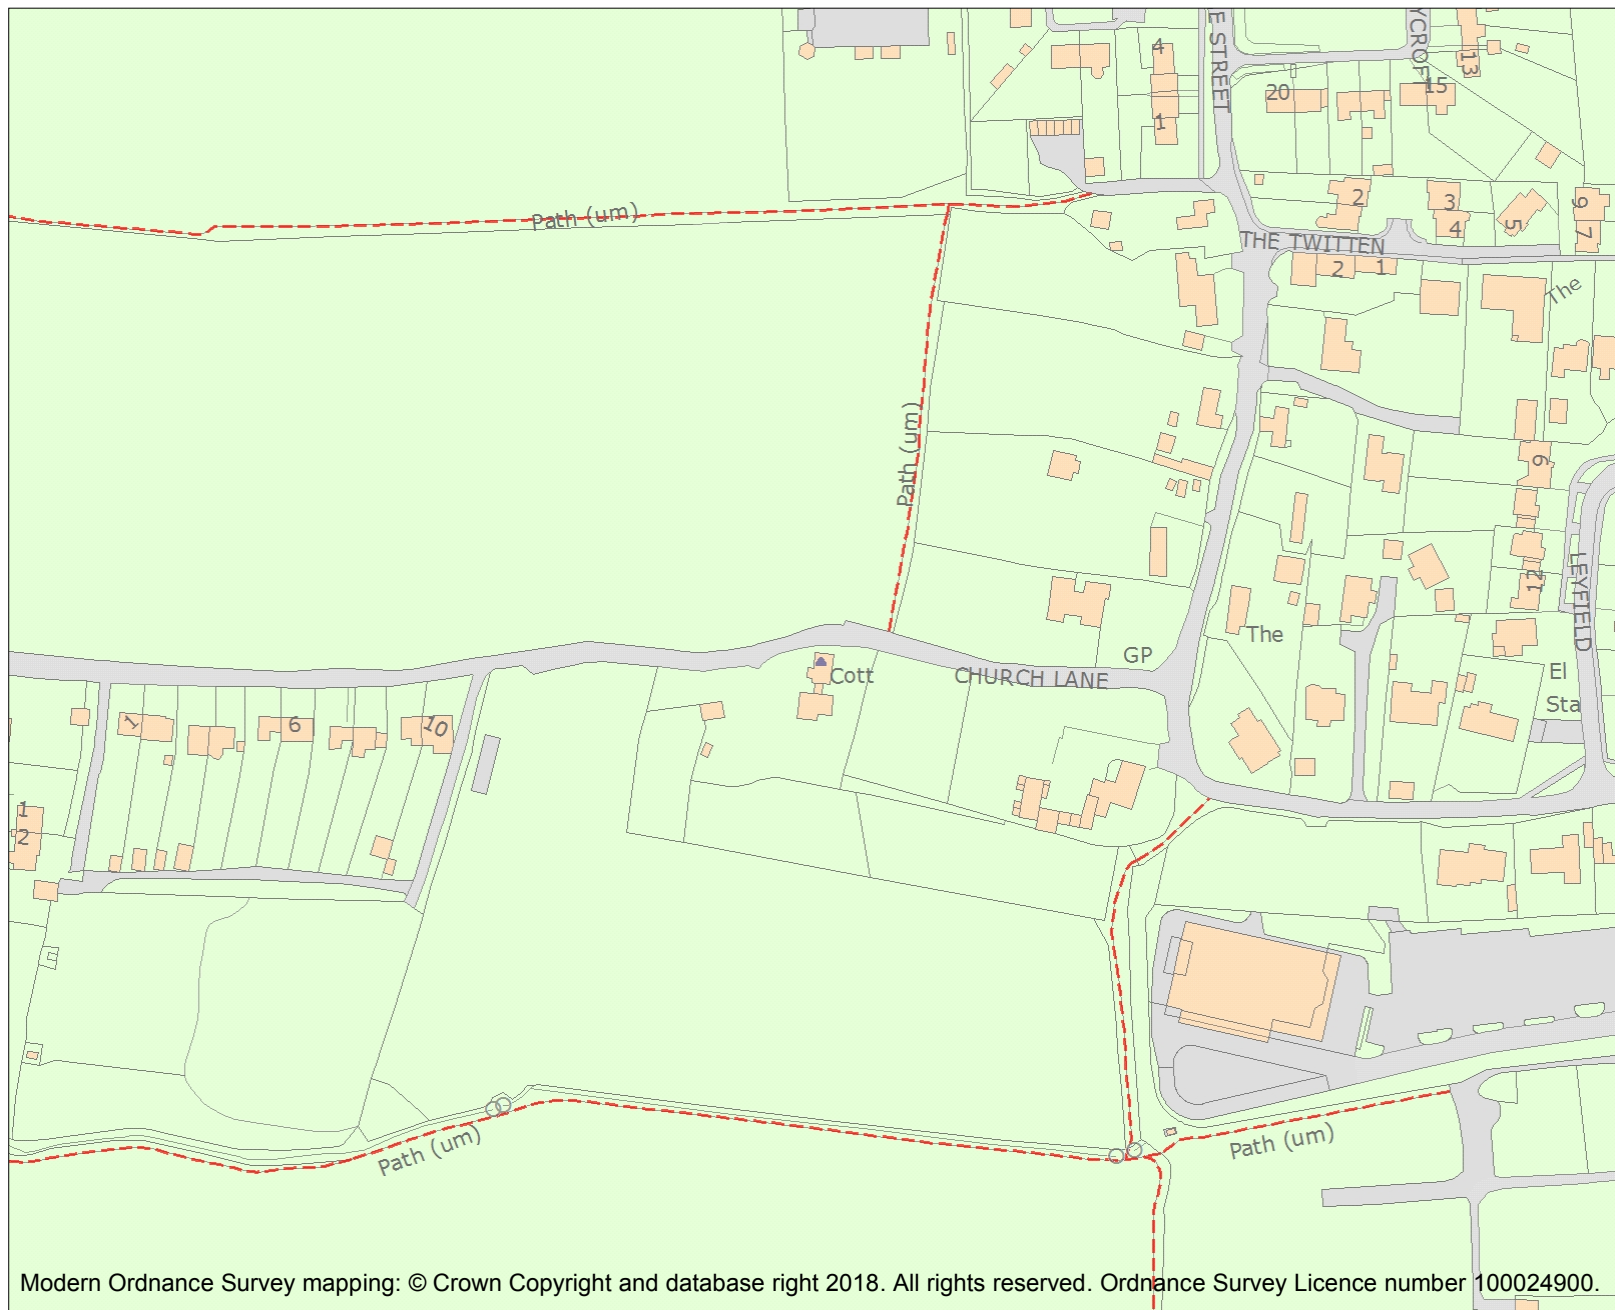 E STREET
YCROFT
4
13
20
15
1
2
3
9
Path (um)
4
5
7
THE TWITTEN
2
1
The
Path (um)
9
12
LEYFIELD
The
GP
El
Sta
Cott
CHURCH LANE
1
6
10
1
2
Path (um)
Path (um)
Modern Ordnance Survey mapping: © Crown Copyright and database right 2018. All rights reserved. Ordnance Survey Licence number 100024900.